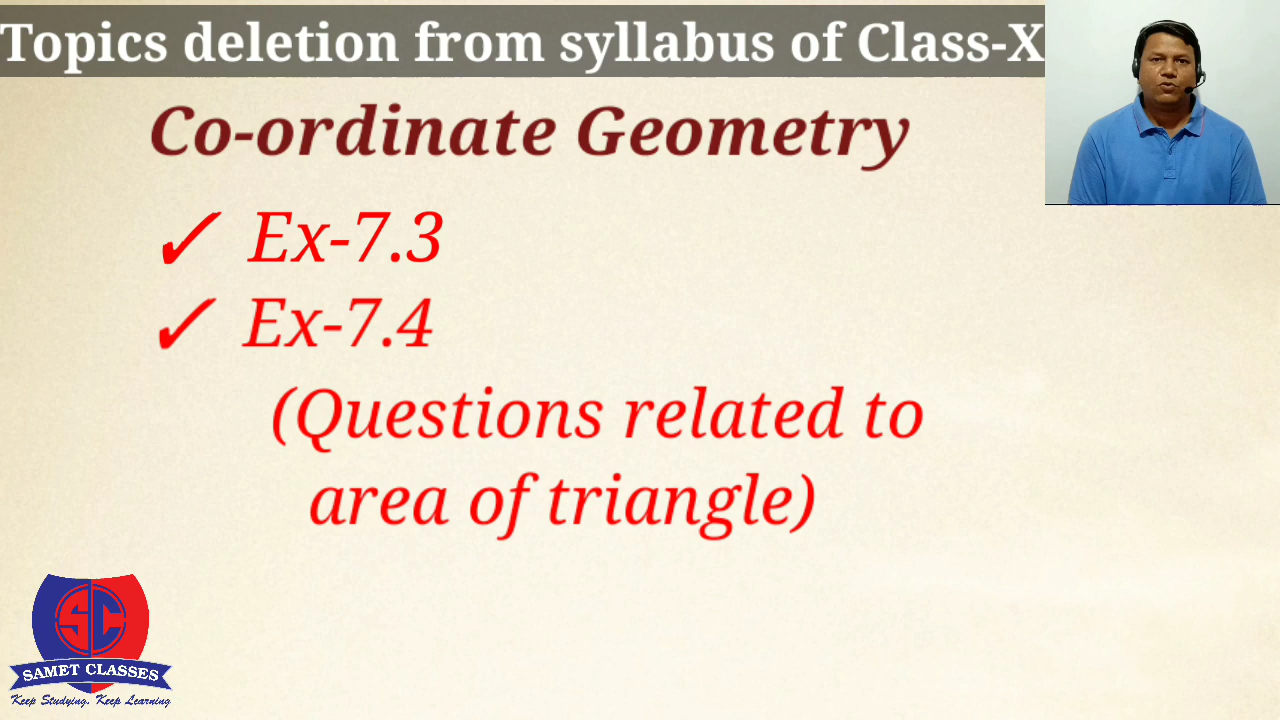 Topics deletion from syllabus of Class-X
Co-ordinate Geometry
✓ Ex-7.3
✓ Ex-7.4
(Questions related to
area of triangle)
SC
SAMET CLASSES
Keep Studying, Keep Learning